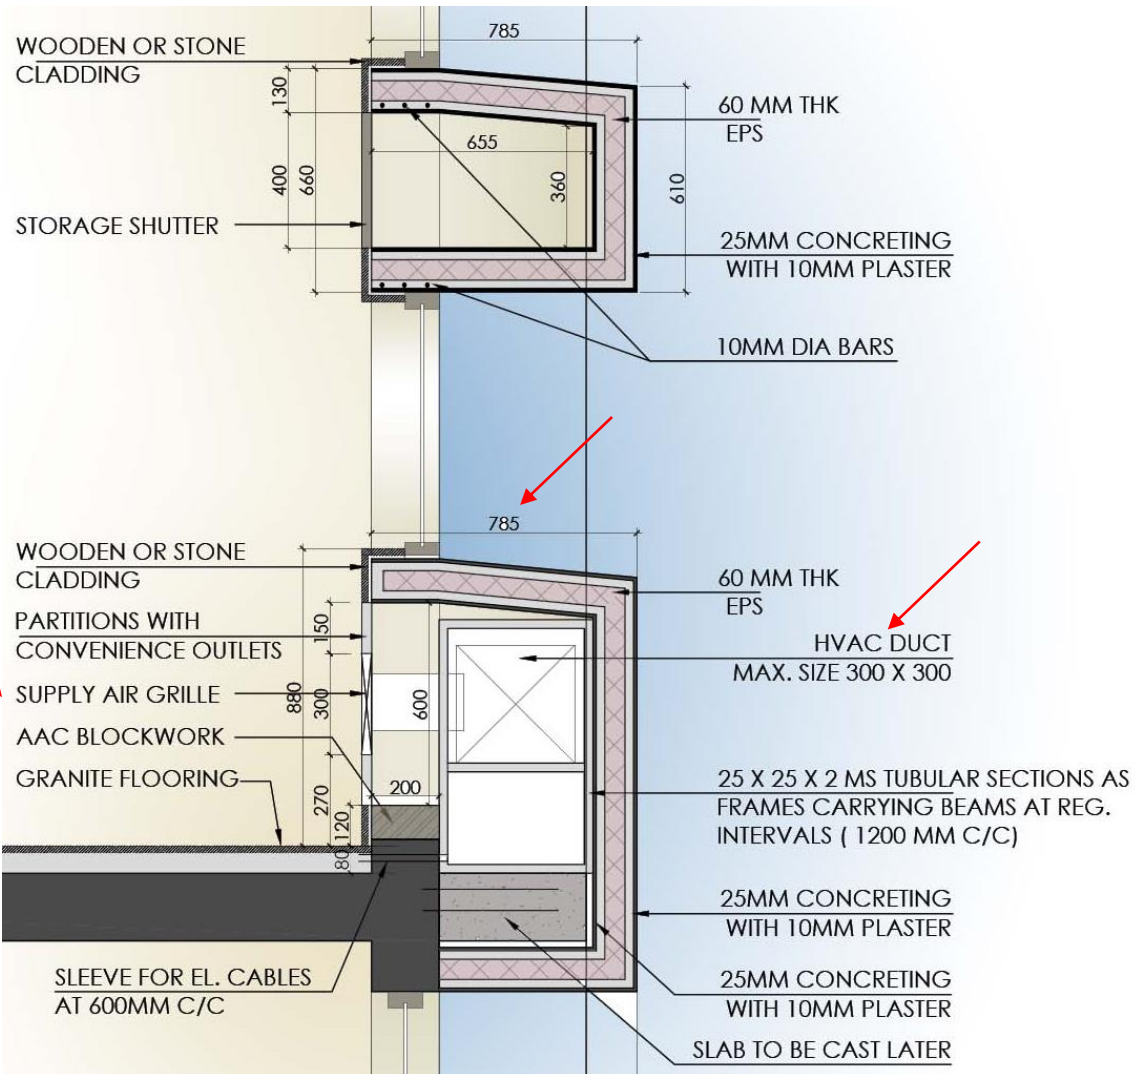 785
WOODEN OR STONE
CLADDING
130
60 MM THK
EPS
655
400
660
360
610
STORAGE SHUTTER
25MM CONCRETING
WITH 10MM PLASTER
10MM DIA BARS
785
WOODEN OR STONE
CLADDING
60 MM THK
EPS
PARTITIONS WITH
CONVENIENCE OUTLETS
150
HVAC DUCT
MAX. SIZE 300 X 300
SUPPLY AIR GRILLE
880
300
600
AAC BLOCKWORK
GRANITE FLOORING
200
270
25 X 25 X 2 MS TUBULAR SECTIONS AS
FRAMES CARRYING BEAMS AT REG.
INTERVALS ( 1200 MM C/C)
120
80
25MM CONCRETING
WITH 10MM PLASTER
SLEEVE FOR EL. CABLES
AT 600MM C/C
25MM CONCRETING
WITH 10MM PLASTER
SLAB TO BE CAST LATER